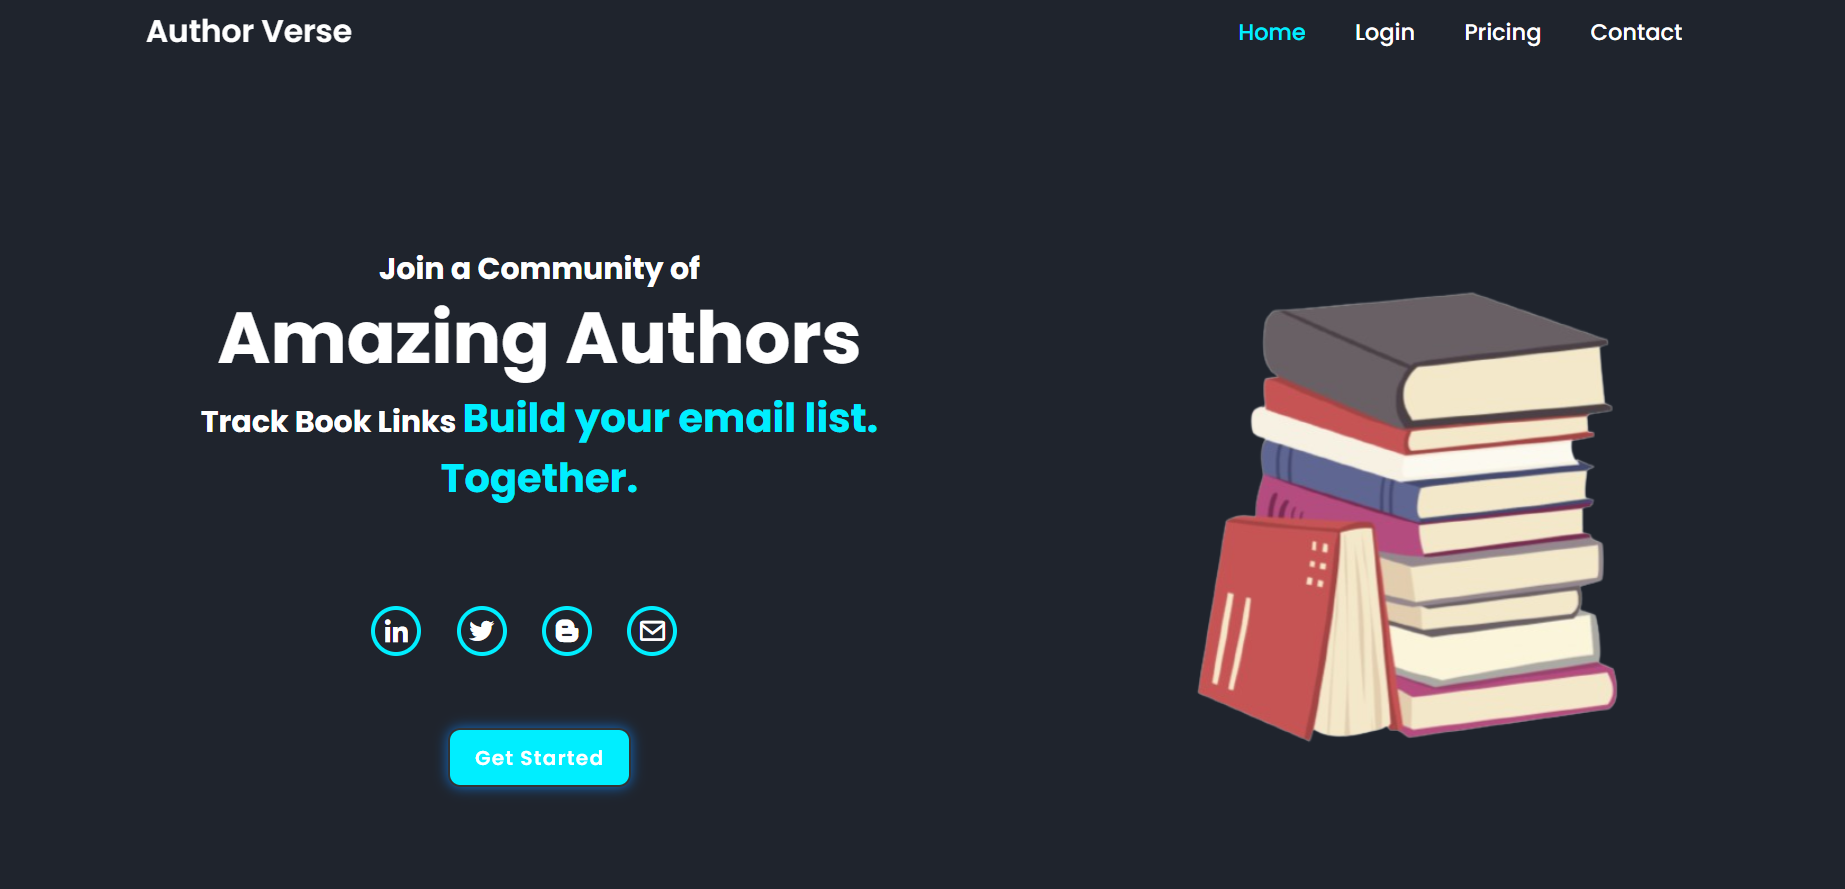 Author Verse
Home Login Pricing Contact
Join a Community of
Amazing Authors
Track Book Links Build your email list.
Together.
in
Get Started